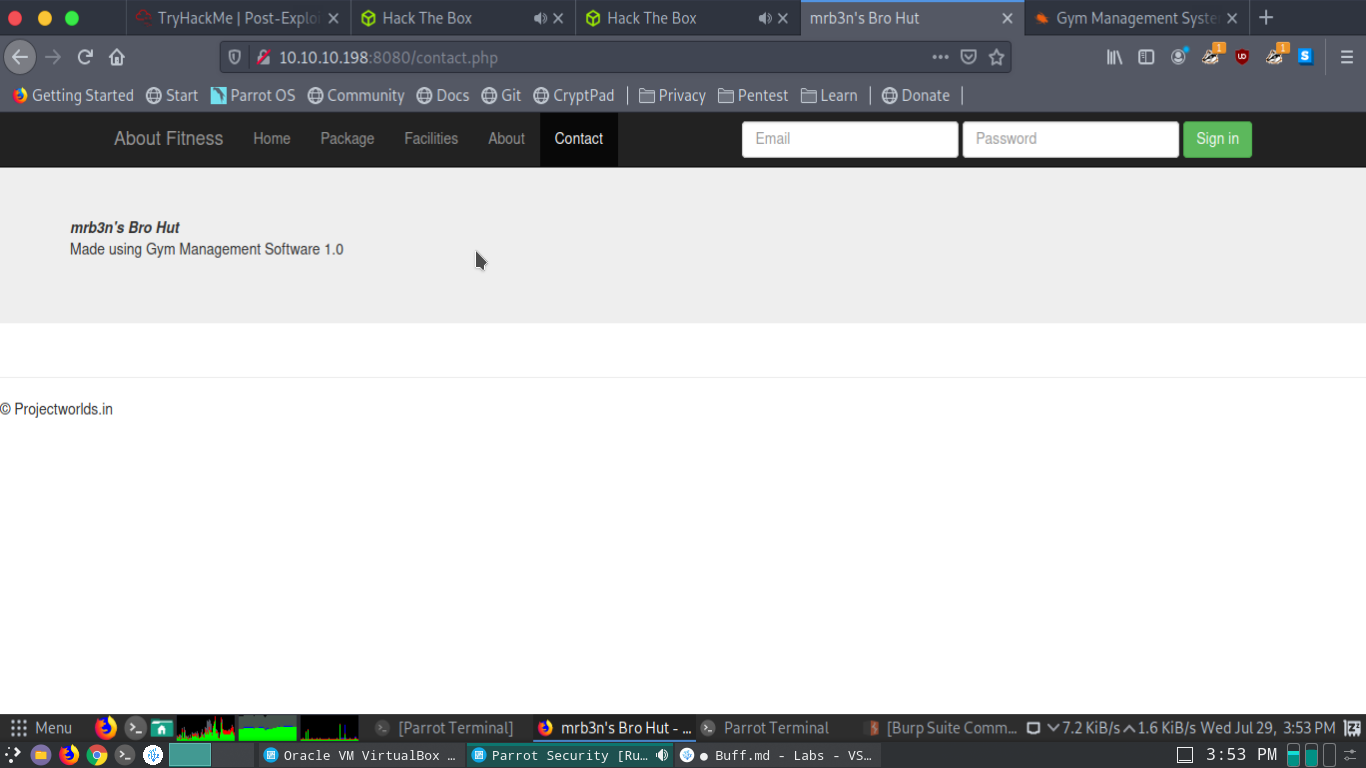 TryHackMe | Post-Exploi
Hack The Box
Hack The Box
mrb3n's Bro Hut
Gym Management Syste
10.10.10.198:8080/contact.php
1
1
Getting Started
Start
Parrot OS
Community
Docs
Git
CryptPad
Privacy
Pentest
Learn
Donate
About Fitness
Home
Package
Facilities
About
Contact
Email
Password
Sign in
mrb3n's Bro Hut
Made using Gym Management Software 1.0
© Projectworlds.in
Menu
[Parrot Terminal]
mrb3n's Bro Hut - ...
Parrot Terminal
[Burp Suite Comm...
7.2 KiB/s
1.6 KiB/s
Wed Jul 29, 3:53 PM
Oracle VM VirtualBox ...
Parrot Security [Ru...
● Buff.md - Labs - VS...
3:53 PM